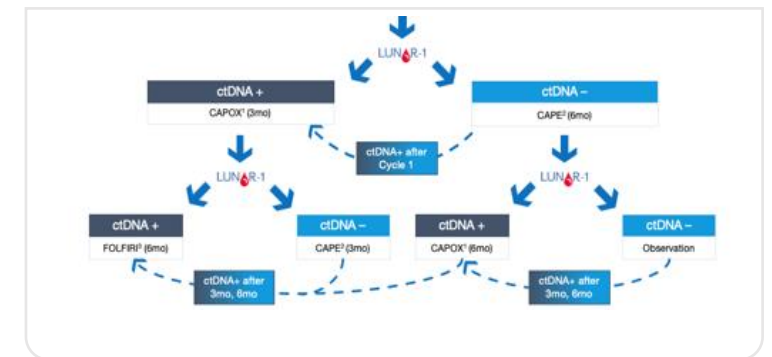 LUNAR-1
ctDNA +
CAPOX¹ (3mo)
ctDNA –
CAPE² (6mo)
ctDNA+ after
Cycle 1
LUNAR-1
LUNAR-1
ctDNA +
FOLFIRI³ (6mo)
ctDNA –
CAPE² (3mo)
ctDNA +
CAPOX¹ (6mo)
ctDNA –
Observation
ctDNA+ after
3mo, 6mo
ctDNA+ after
3mo, 6mo